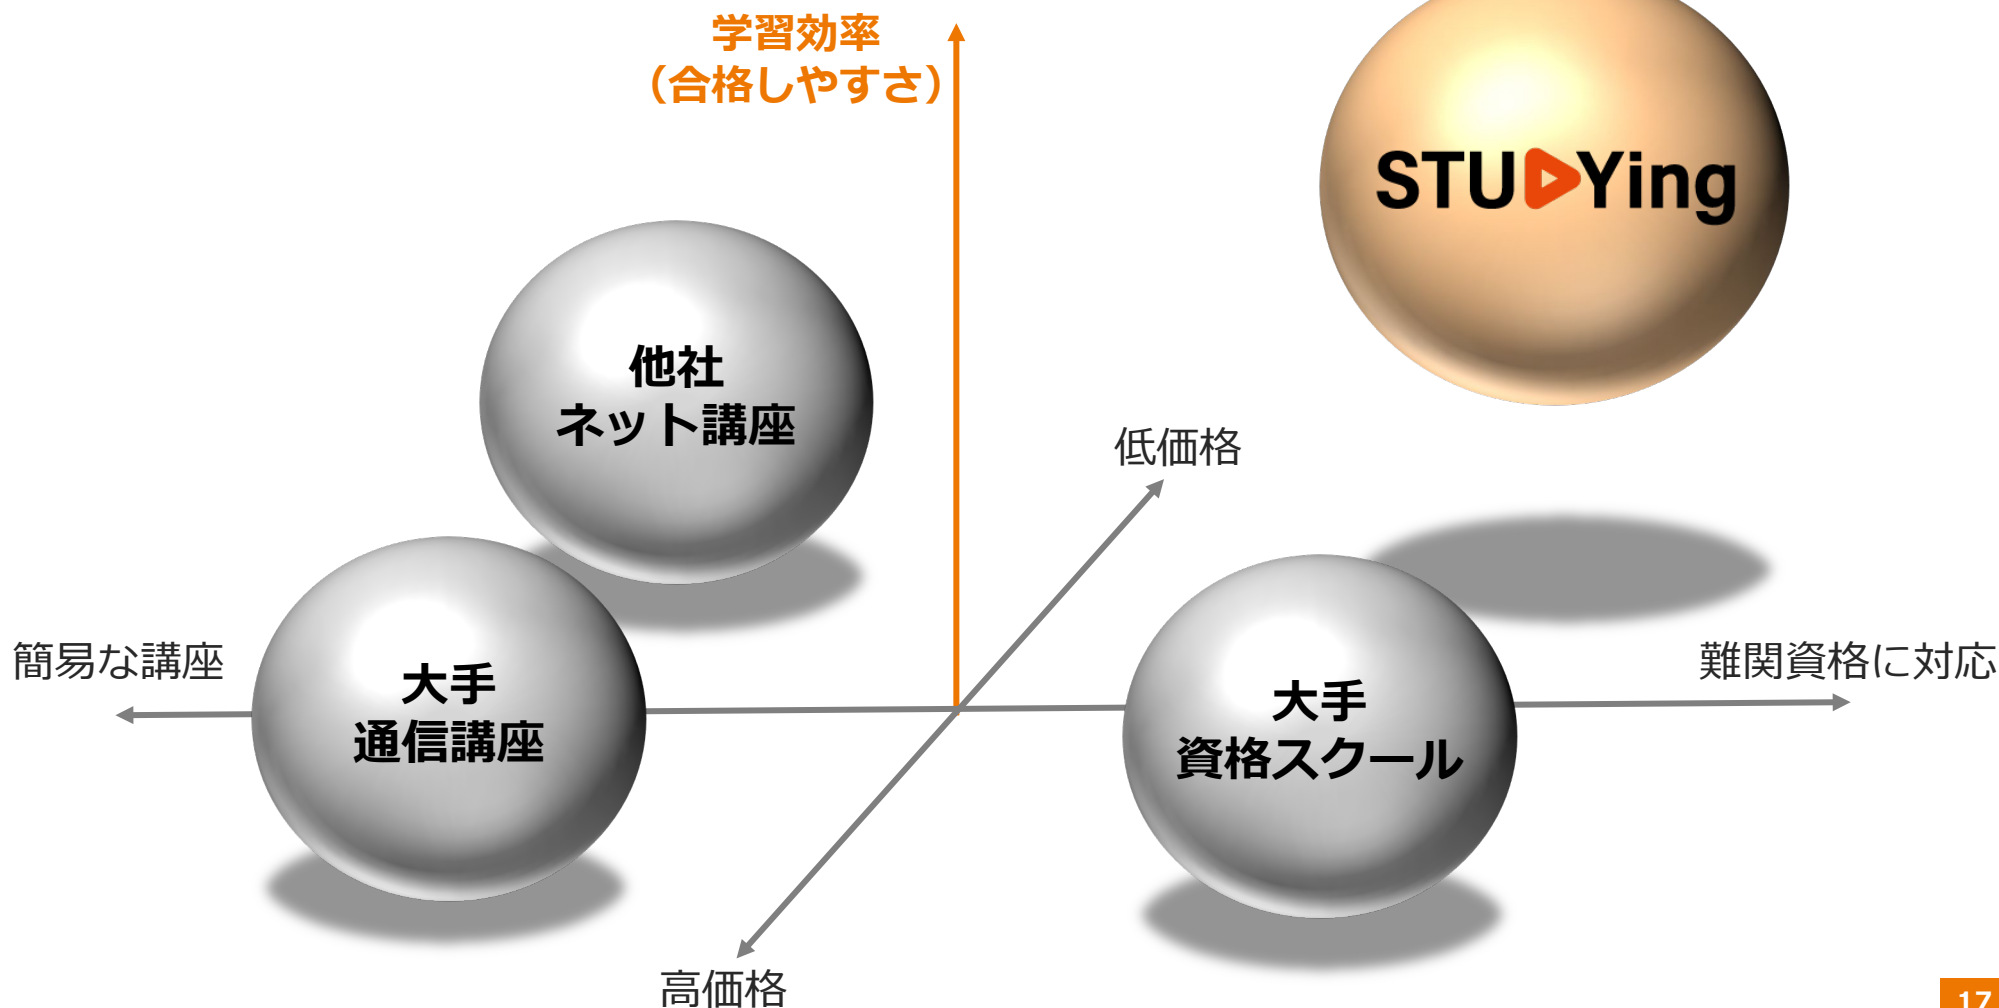 学習効率
（合格しやすさ）
STUDYing
他社
ネット講座
低価格
簡易な講座
難関資格に対応
大手
通信講座
大手
資格スクール
高価格
17